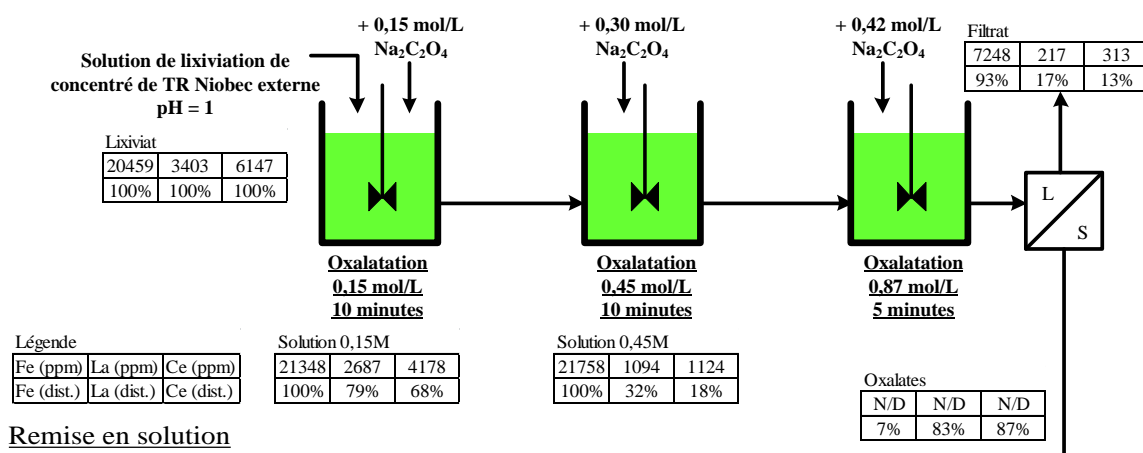 + 0,15 mol/L
Na2C2O4
+ 0,30 mol/L
Na2C2O4
+ 0,42 mol/L
Na2C2O4
Filtrat
7248 217 313
93% 17% 13%
Solution de lixiviation de
concentré de TR Niobec externe
pH = 1
Lixiviat
20459 3403 6147
100% 100% 100%
L
S
Oxalatation
0,15 mol/L
10 minutes
Oxalatation
0,45 mol/L
10 minutes
Oxalatation
0,87 mol/L
5 minutes
Légende
Fe (ppm) La (ppm) Ce (ppm)
Fe (dist.) La (dist.) Ce (dist.)
Solution 0,15M
21348 2687 4178
100% 79% 68%
Solution 0,45M
21758 1094 1124
100% 32% 18%
Oxalates
N/D N/D N/D
7% 83% 87%
Remise en solution